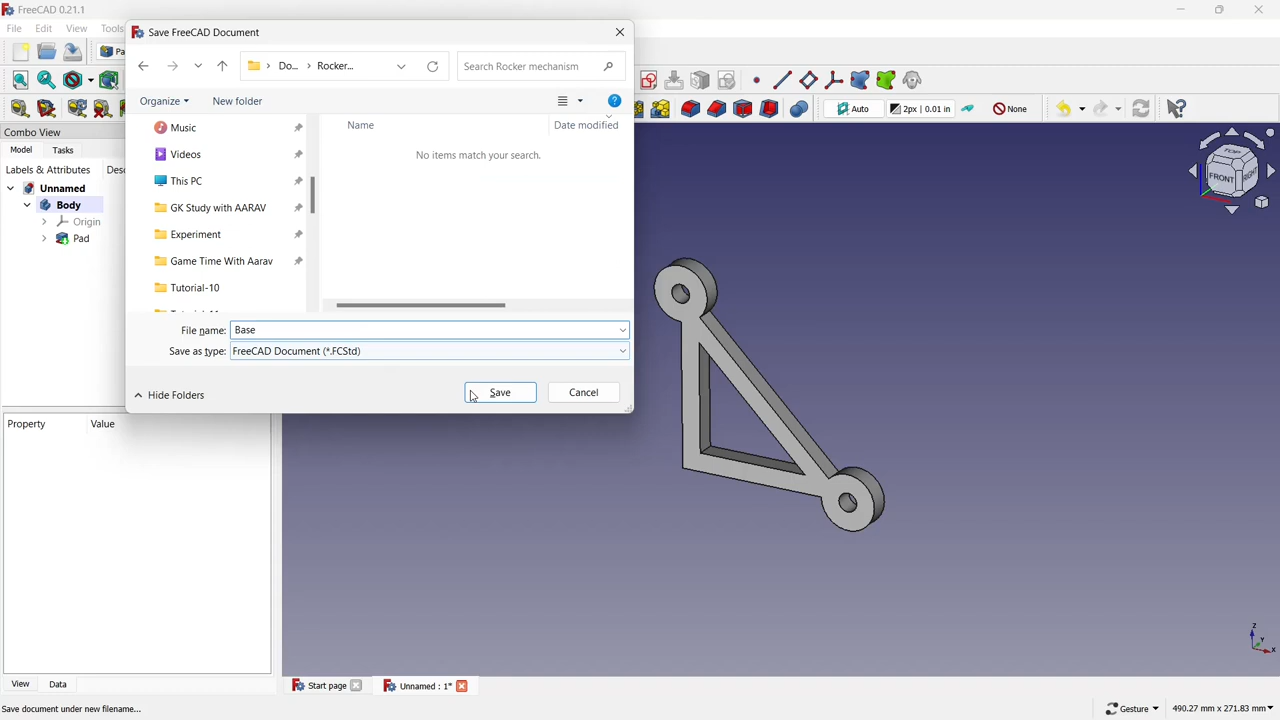 FreeCAD 0.21.1
File Edit View Tools
Save FreeCAD Document
Do... Rocker...
Search Rocker mechanism
Organize
New folder
Auto
2px | 0.01 in
None
Combo View
Model Tasks
Labels & Attributes
Unnamed
Body
Origin
Pad
Music
Videos
This PC
GK Study with AARAV
Experiment
Game Time With Aarav
Tutorial-10
Name
Date modified
No items match your search.
File name: Base
Save as type: FreeCAD Document (*.FCStd)
Hide Folders
Save
Cancel
Property Value
TOP
FRONT
RIGHT
Z
Y
X
View Data
Start page
Unnamed : 1*
Save document under new filename...
Gesture
490.27 mm x 271.83 mm